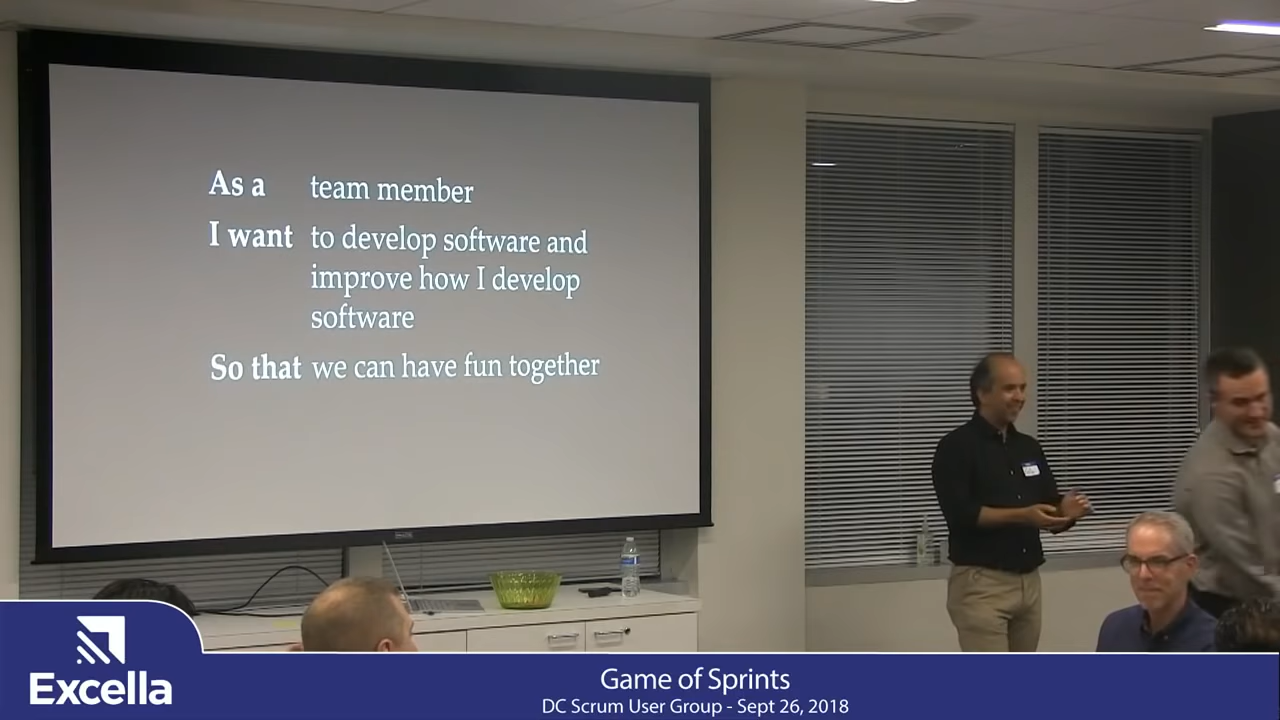 As a team member
I want to develop software and
improve how I develop
software
So that we can have fun together
Excella
Game of Sprints
DC Scrum User Group - Sept 26, 2018